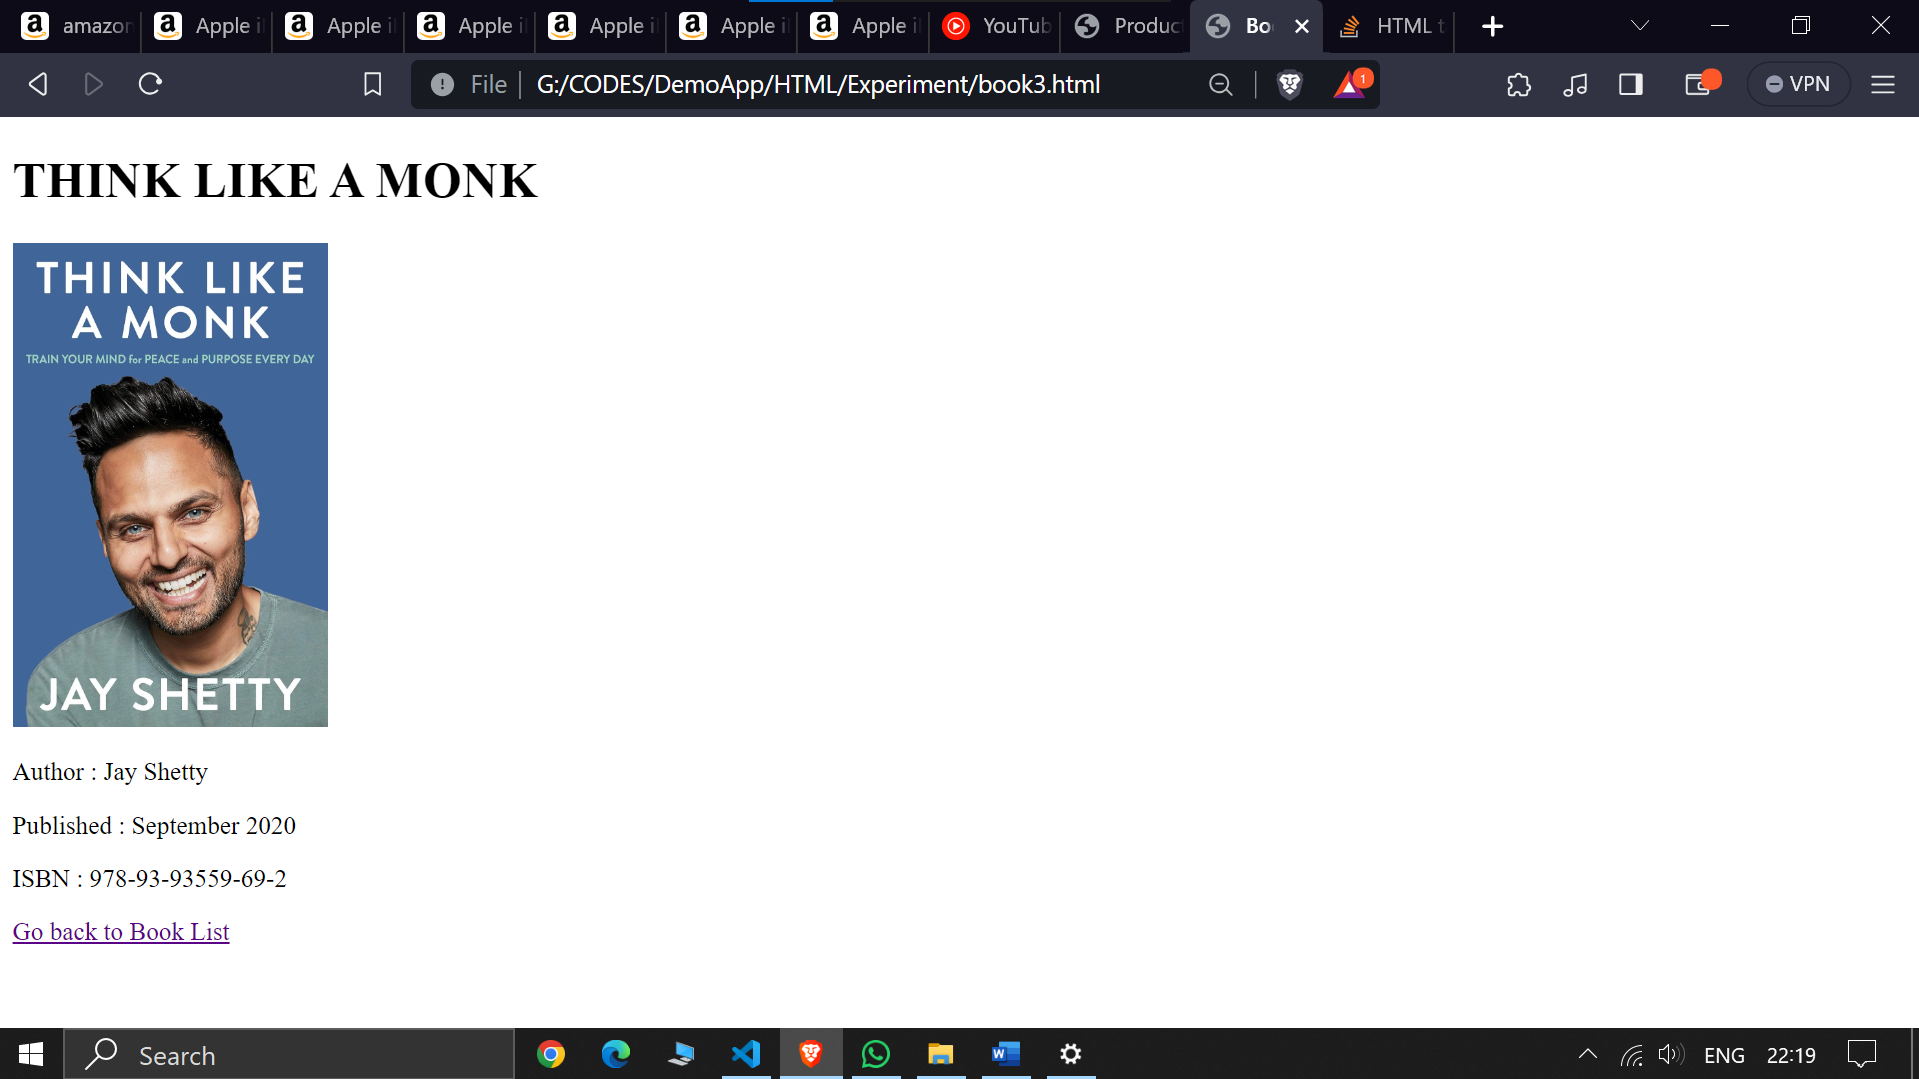 amazon
Apple i
Apple i
Apple i
Apple i
Apple i
Apple i
YouTub
Produc
Bo
HTML t
File
G:/CODES/DemoApp/HTML/Experiment/book3.html
1
VPN
THINK LIKE A MONK
THINK LIKE
A MONK
TRAIN YOUR MIND for PEACE and PURPOSE EVERY DAY
JAY SHETTY
Author : Jay Shetty
Published : September 2020
ISBN : 978-93-93559-69-2
Go back to Book List
Search
ENG
22:19